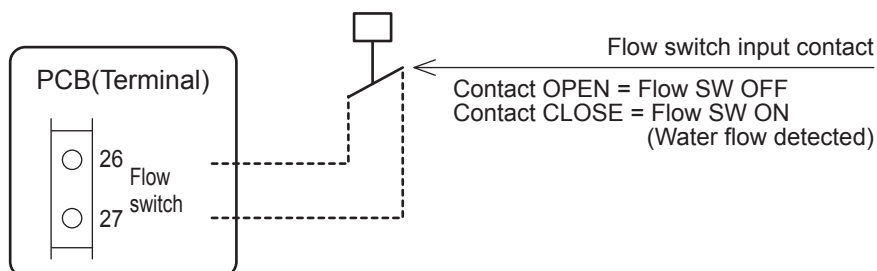 Flow switch input contact
PCB(Terminal)
Contact OPEN = Flow SW OFF
Contact CLOSE = Flow SW ON
(Water flow detected)
26
Flow
switch
27